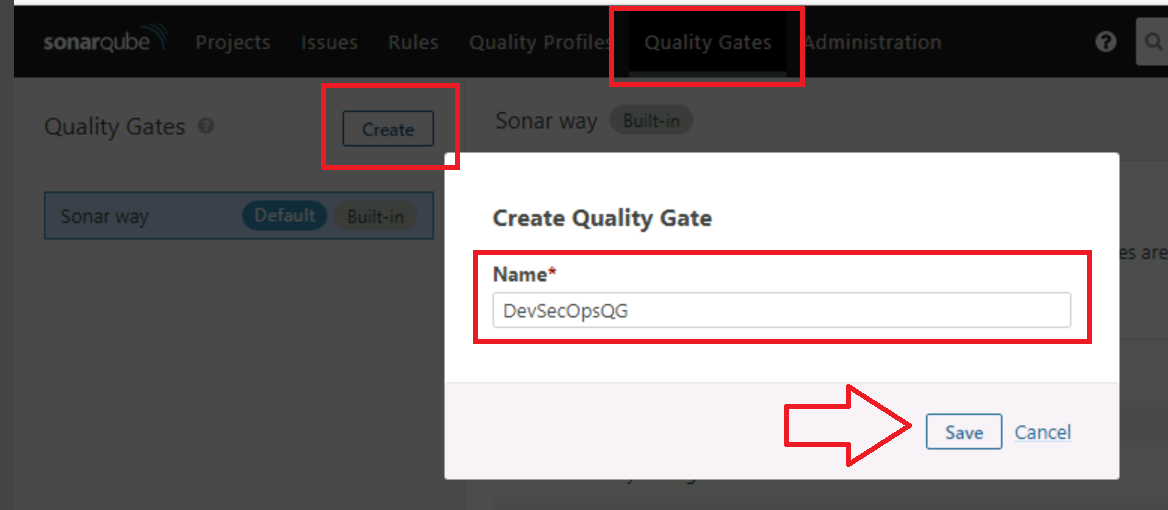 sonarqube Projects Issues Rules Quality Profiles Quality Gates Administration
Quality Gates Create
Sonar way Built-in
Sonar way Default Built-in
Create Quality Gate
es are
Name*
DevSecOpsQG
Save Cancel